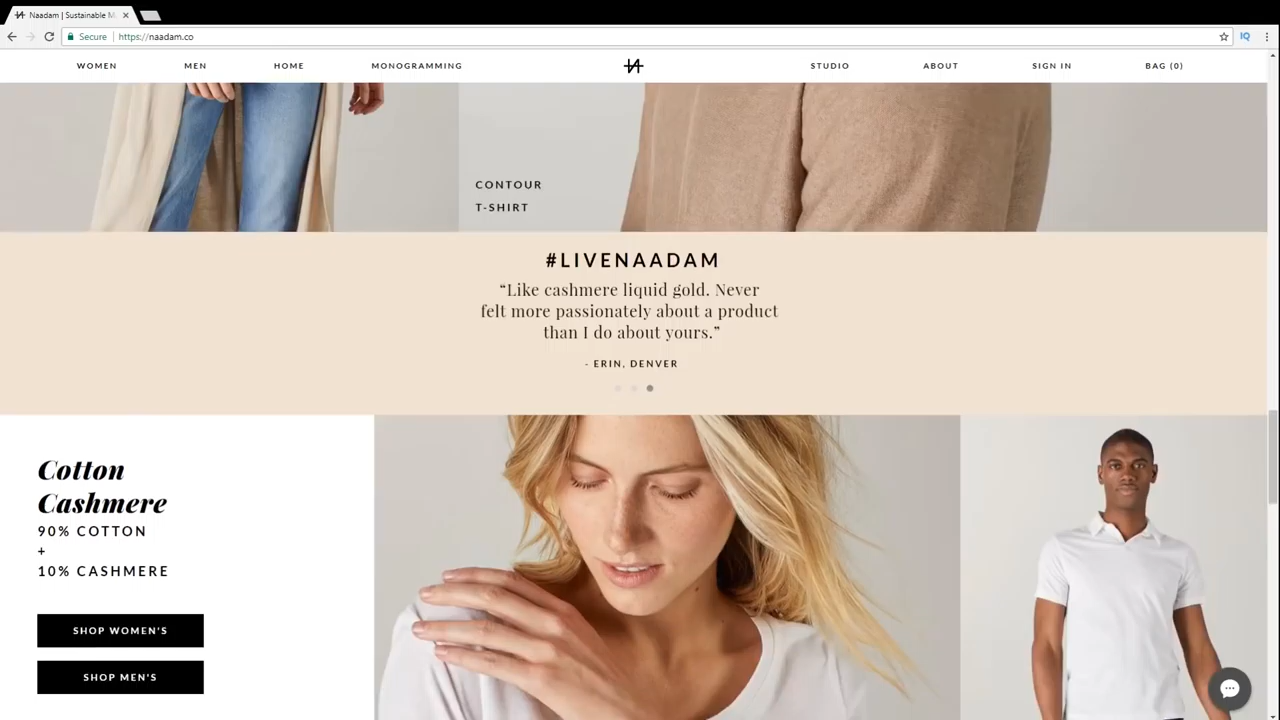 Naadam | Sustainable M
Secure
https://naadam.co
IQ
WOMEN
MEN
HOME
MONOGRAMMING
STUDIO
ABOUT
SIGN IN
BAG (0)
CONTOUR
T-SHIRT
#LIVENAADAM
“Like cashmere liquid gold. Never
felt more passionately about a product
than I do about yours.”
- ERIN, DENVER
Cotton
Cashmere
90% COTTON
+
10% CASHMERE
SHOP WOMEN'S
SHOP MEN'S